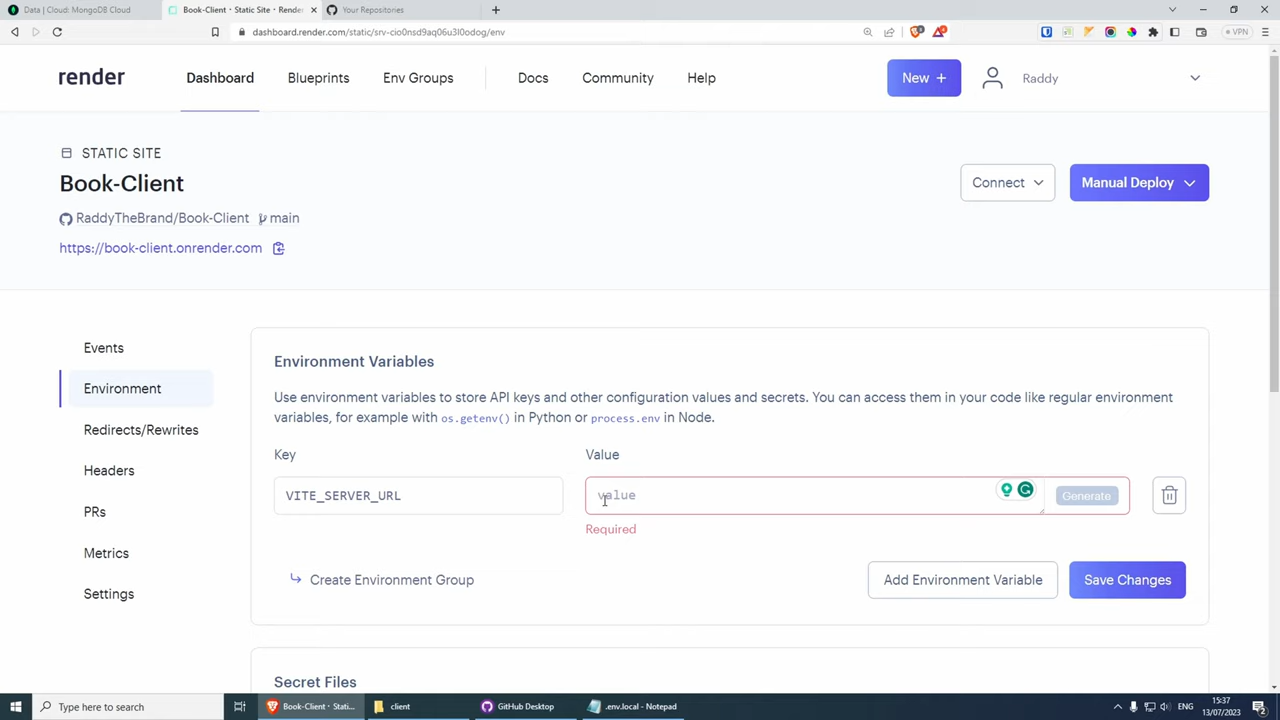 Data | Cloud: MongoDB Cloud
Book-Client · Static Site · Render
Your Repositories
dashboard.render.com/static/srv-cio0nsd9aq06u3l0odog/env
VPN
render
Dashboard
Blueprints
Env Groups
Docs
Community
Help
New +
Raddy
STATIC SITE
Book-Client
Connect
Manual Deploy
RaddyTheBrand/Book-Client
main
https://book-client.onrender.com
Events
Environment
Redirects/Rewrites
Headers
PRs
Metrics
Settings
Environment Variables
Use environment variables to store API keys and other configuration values and secrets. You can access them in your code like regular environment
variables, for example with os.getenv() in Python or process.env in Node.
Key
Value
VITE_SERVER_URL
value
Generate
Required
Create Environment Group
Add Environment Variable
Save Changes
Secret Files
Type here to search
Book-Client · Stati...
client
GitHub Desktop
.env.local - Notepad
ENG
15:37
13/07/2023
2